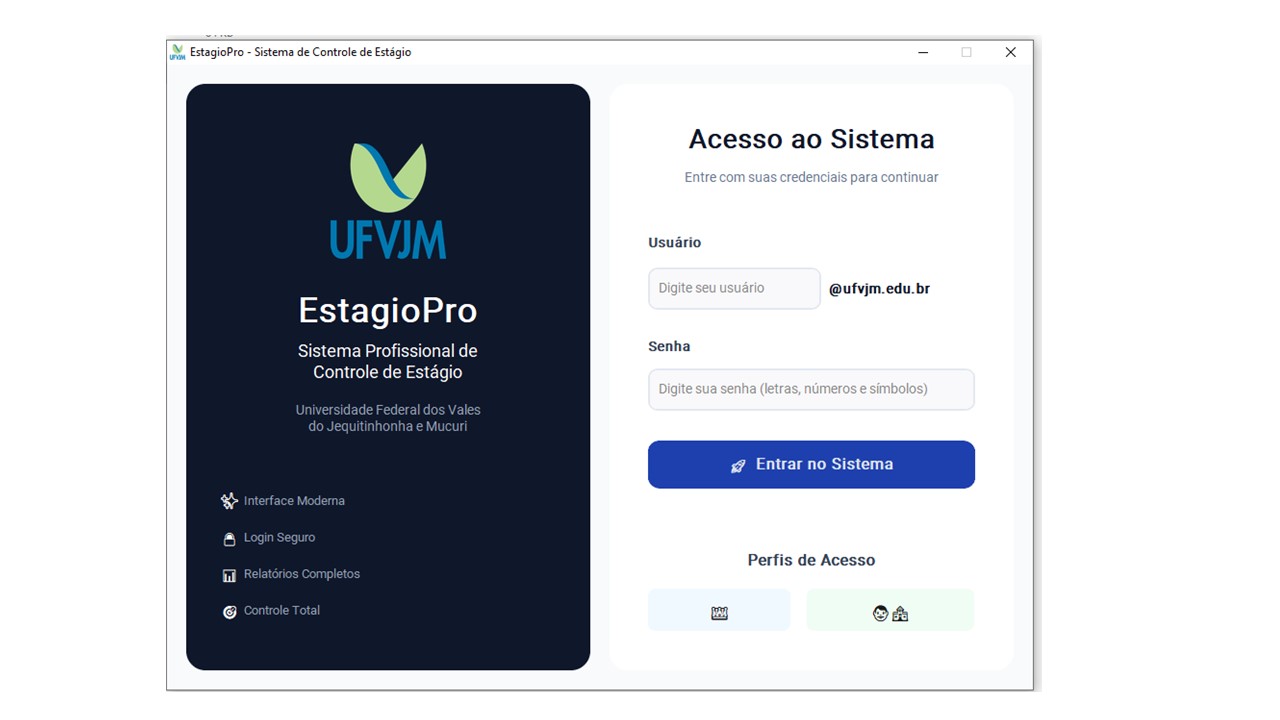 EstagioPro - Sistema de Controle de Estágio
UFVJM
UFVJM
EstagioPro
Sistema Profissional de
Controle de Estágio
Universidade Federal dos Vales
do Jequitinhonha e Mucuri
Interface Moderna
Login Seguro
Relatórios Completos
Controle Total
Acesso ao Sistema
Entre com suas credenciais para continuar
Usuário
Digite seu usuário @ufvjm.edu.br
Senha
Digite sua senha (letras, números e símbolos)
Entrar no Sistema
Perfis de Acesso